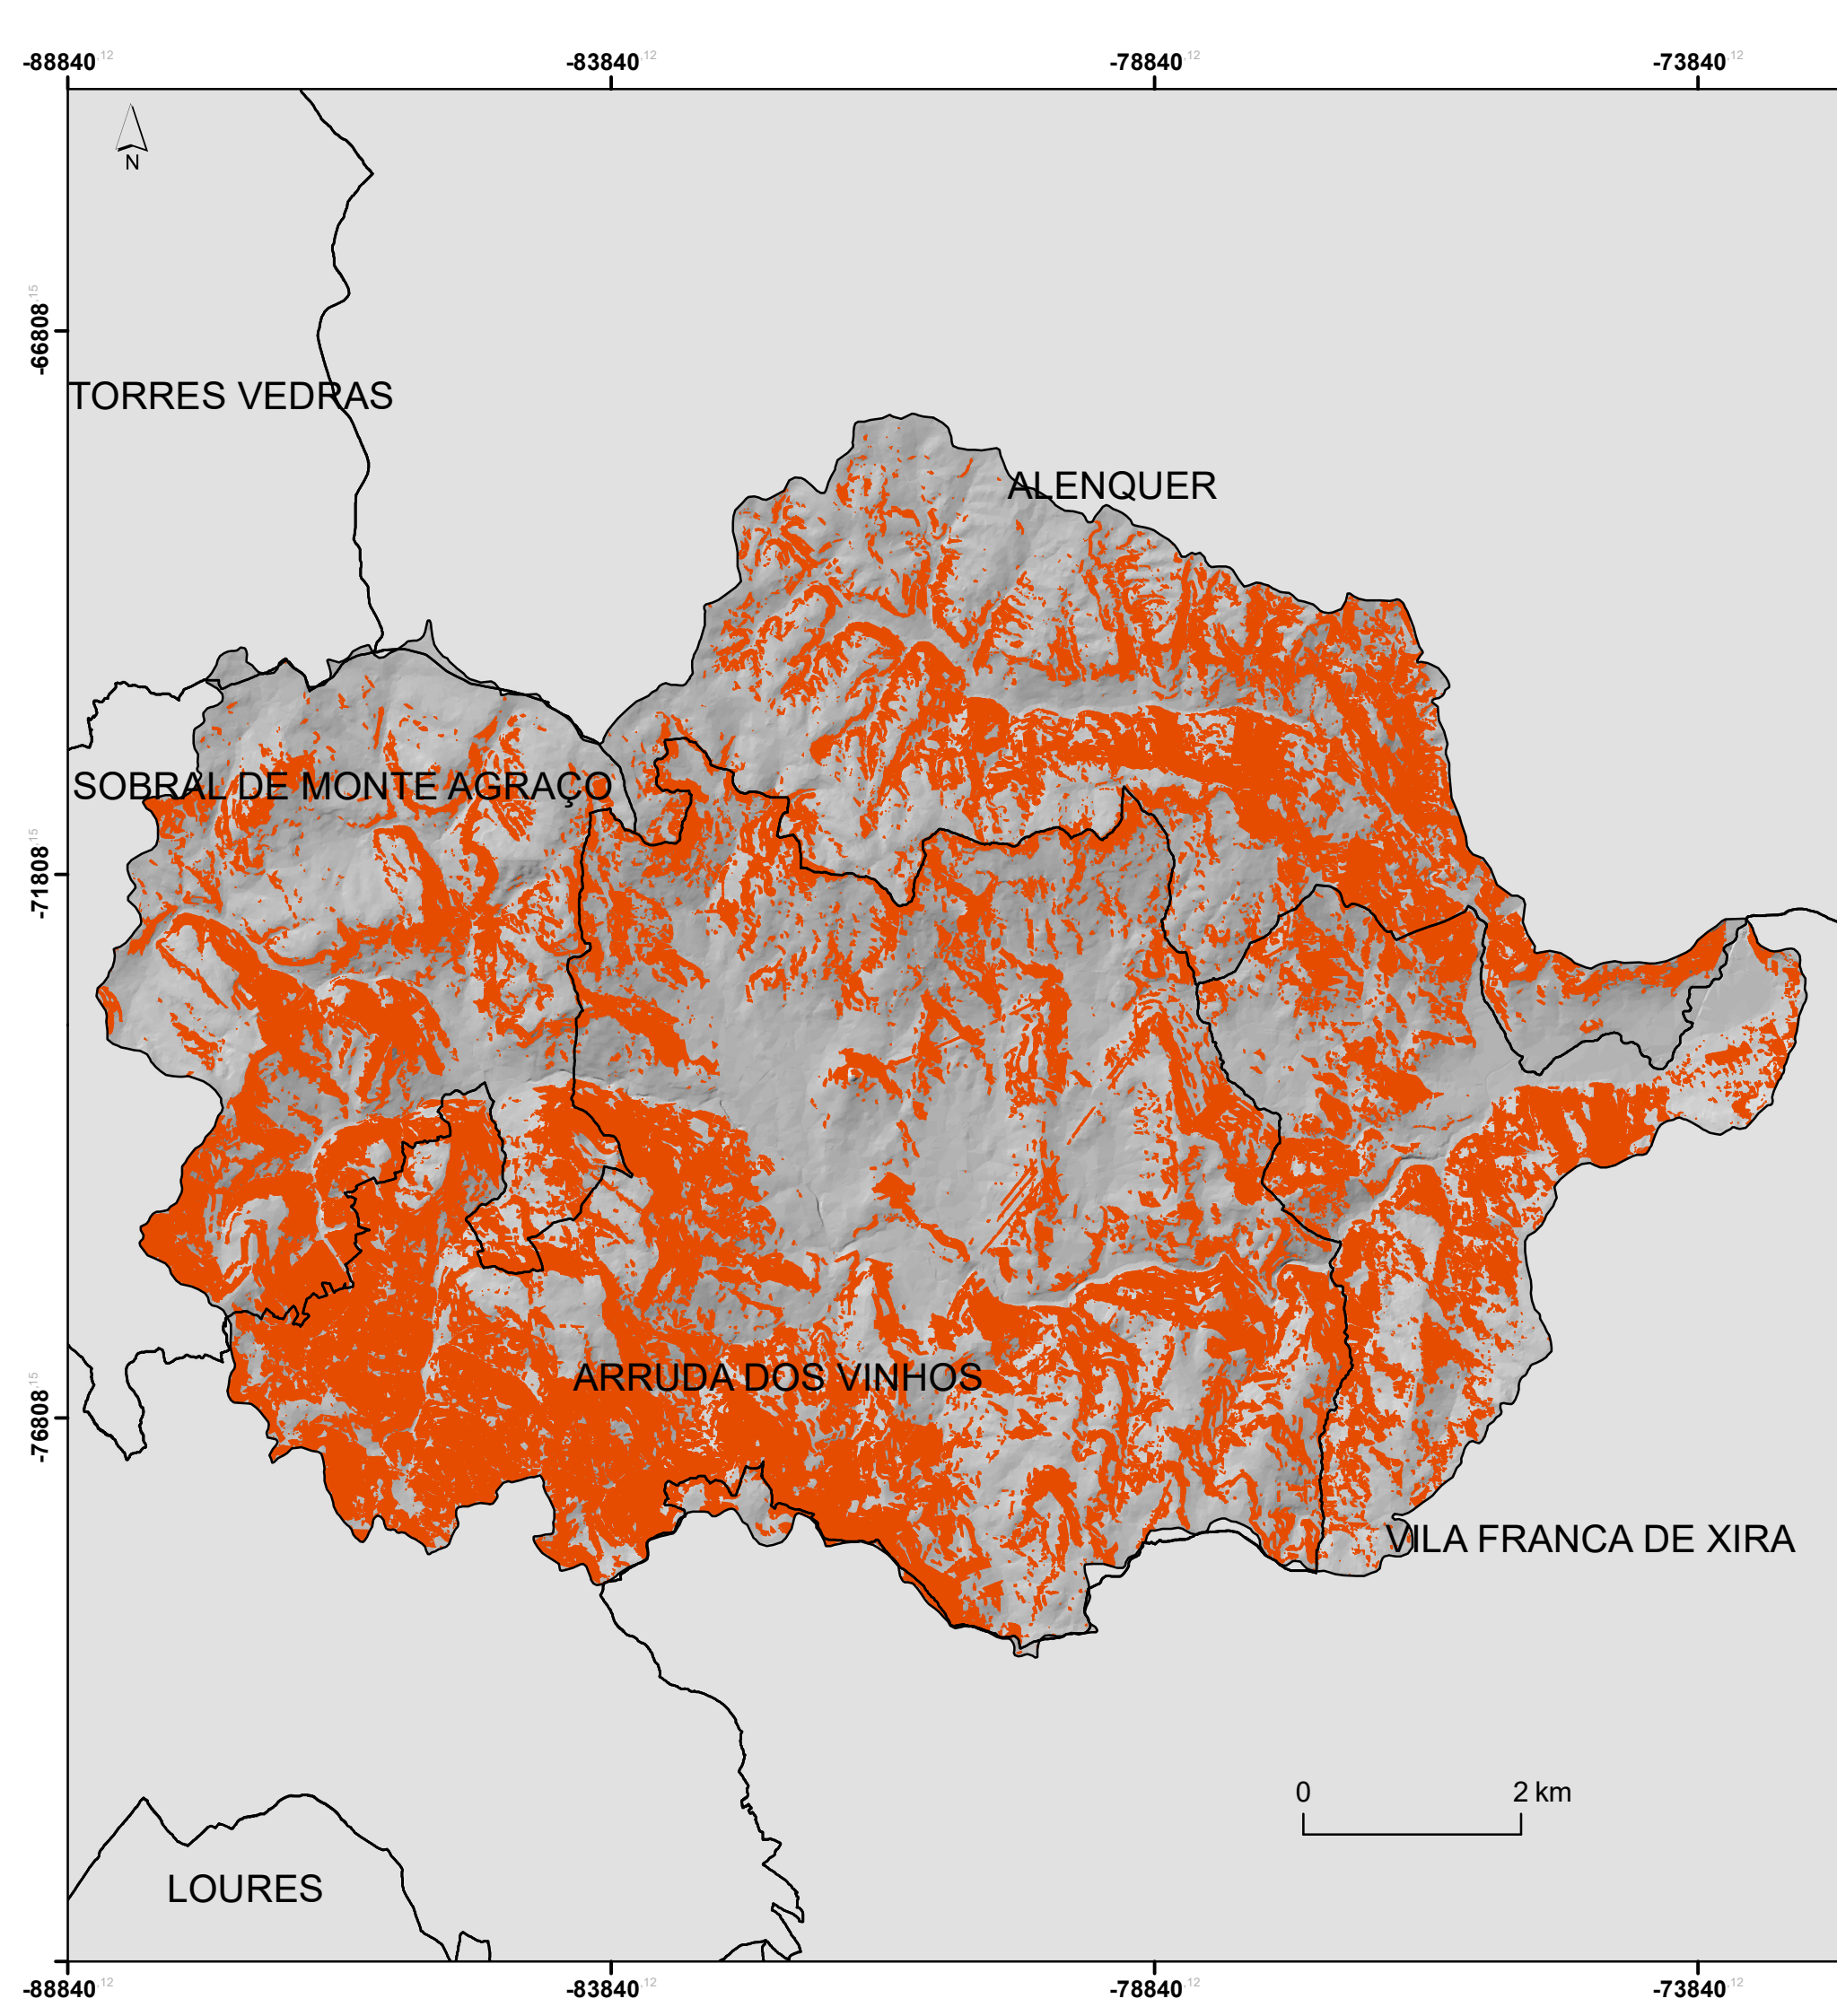 -88840,12 -83840,12 -78840,12 -73840,12
N
-66808,15
TORRES VEDRAS
ALENQUER
SOBRAL DE MONTE AGRAÇO
-71808,15
ARRUDA DOS VINHOS
-76808,15
VILA FRANCA DE XIRA
0 2 km
LOURES
-88840,12 -83840,12 -78840,12 -73840,12